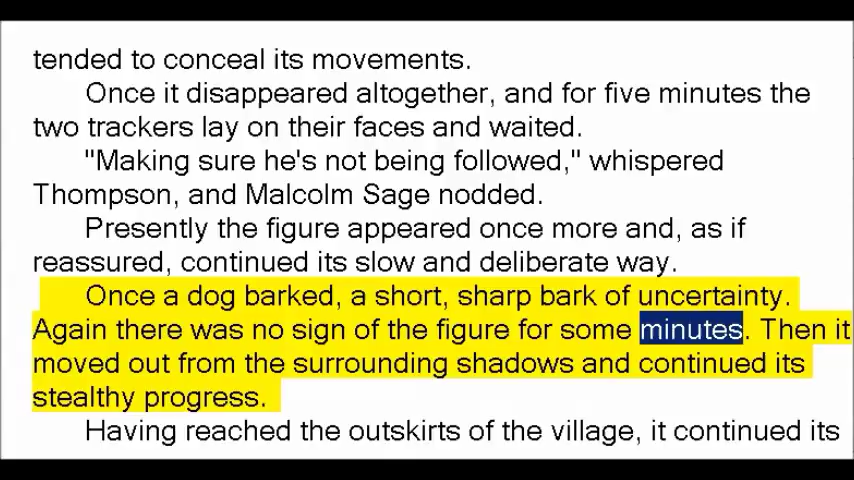 tended to conceal its movements.
Once it disappeared altogether, and for five minutes the
two trackers lay on their faces and waited.
"Making sure he's not being followed," whispered
Thompson, and Malcolm Sage nodded.
Presently the figure appeared once more and, as if
reassured, continued its slow and deliberate way.
Once a dog barked, a short, sharp bark of uncertainty.
Again there was no sign of the figure for some minutes. Then it
moved out from the surrounding shadows and continued its
stealthy progress.
Having reached the outskirts of the village, it continued its